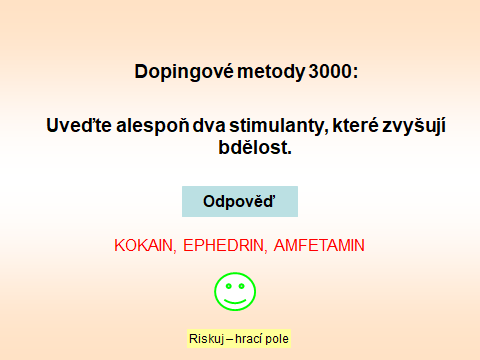 Dopingové metody 3000:
Uveďte alespoň dva stimulanty, které zvyšují
bdělost.
Odpověď
KOKAIN, EPHEDRIN, AMFETAMIN
Riskuj – hrací pole